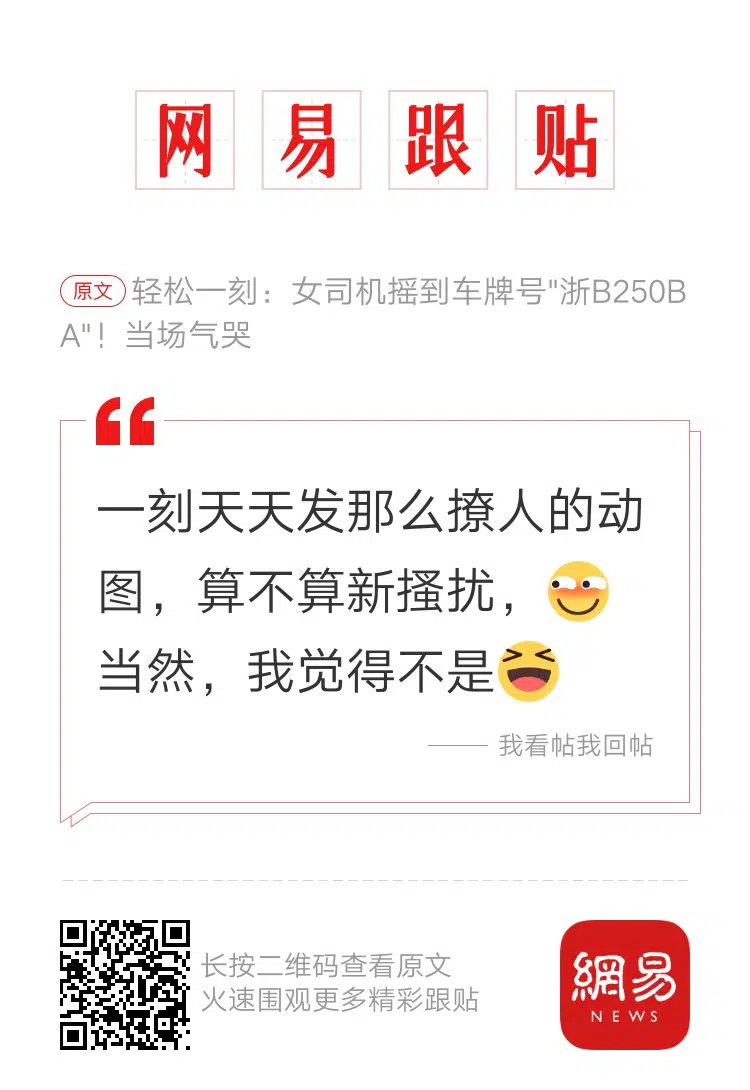 网易跟贴
原文 轻松一刻：女司机摇到车牌号"浙B250B
A"！当场气哭
一刻天天发那么撩人的动
图，算不算新搔扰，
当然，我觉得不是
—— 我看帖我回帖
长按二维码查看原文
火速围观更多精彩跟贴
網易
NEWS